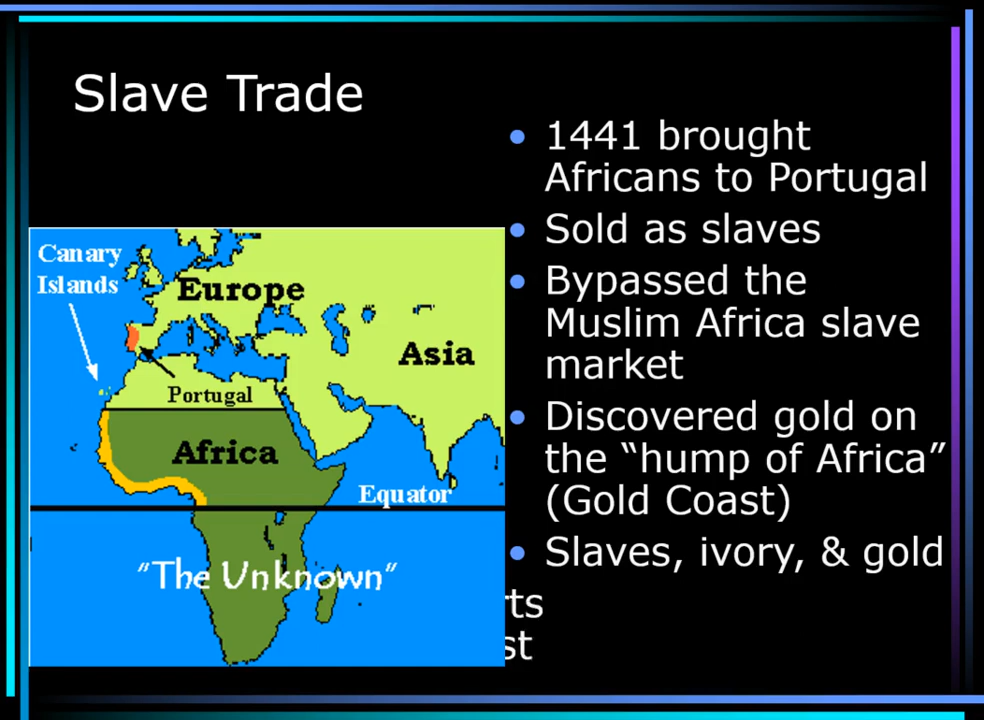 Slave Trade
• 1441 brought
Africans to Portugal
• Sold as slaves
• Bypassed the
Muslim Africa slave
market
• Discovered gold on
the “hump of Africa”
(Gold Coast)
• Slaves, ivory, & gold
rts
st
Canary
Islands
Europe
Asia
Portugal
Africa
Equator
"The Unknown"